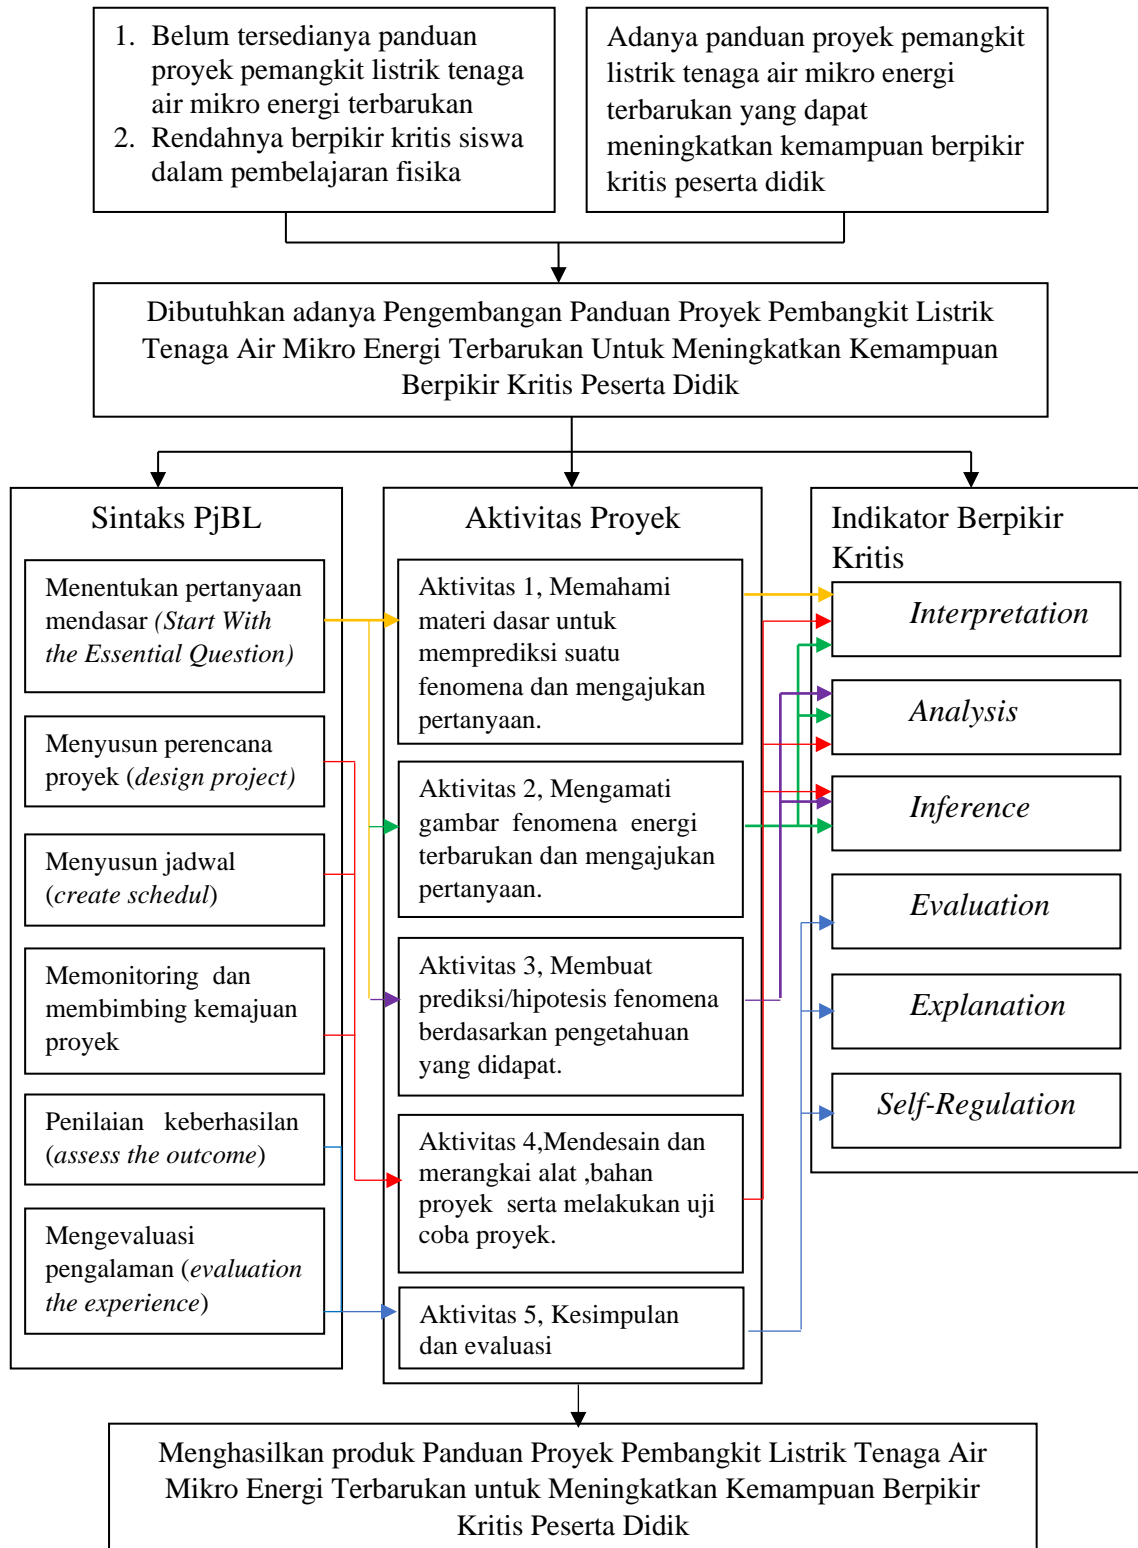 1. Belum tersedianya panduan
proyek pemangkit listrik tenaga
air mikro energi terbarukan
2. Rendahnya berpikir kritis siswa
dalam pembelajaran fisika
Adanya panduan proyek pemangkit
listrik tenaga air mikro energi
terbarukan yang dapat
meningkatkan kemampuan berpikir
kritis peserta didik
Dibutuhkan adanya Pengembangan Panduan Proyek Pembangkit Listrik
Tenaga Air Mikro Energi Terbarukan Untuk Meningkatkan Kemampuan
Berpikir Kritis Peserta Didik
Sintaks PjBL
Menentukan pertanyaan
mendasar (Start With
the Essential Question)
Menyusun perencana
proyek (design project)
Menyusun jadwal
(create schedul)
Memonitoring dan
membimbing kemajuan
proyek
Penilaian keberhasilan
(assess the outcome)
Mengevaluasi
pengalaman (evaluation
the experience)
Aktivitas Proyek
Aktivitas 1, Memahami
materi dasar untuk
memprediksi suatu
fenomena dan mengajukan
pertanyaan.
Aktivitas 2, Mengamati
gambar fenomena energi
terbarukan dan mengajukan
pertanyaan.
Aktivitas 3, Membuat
prediksi/hipotesis fenomena
berdasarkan pengetahuan
yang didapat.
Aktivitas 4,Mendesain dan
merangkai alat ,bahan
proyek serta melakukan uji
coba proyek.
Aktivitas 5, Kesimpulan
dan evaluasi
Indikator Berpikir
Kritis
Interpretation
Analysis
Inference
Evaluation
Explanation
Self-Regulation
Menghasilkan produk Panduan Proyek Pembangkit Listrik Tenaga Air
Mikro Energi Terbarukan untuk Meningkatkan Kemampuan Berpikir
Kritis Peserta Didik